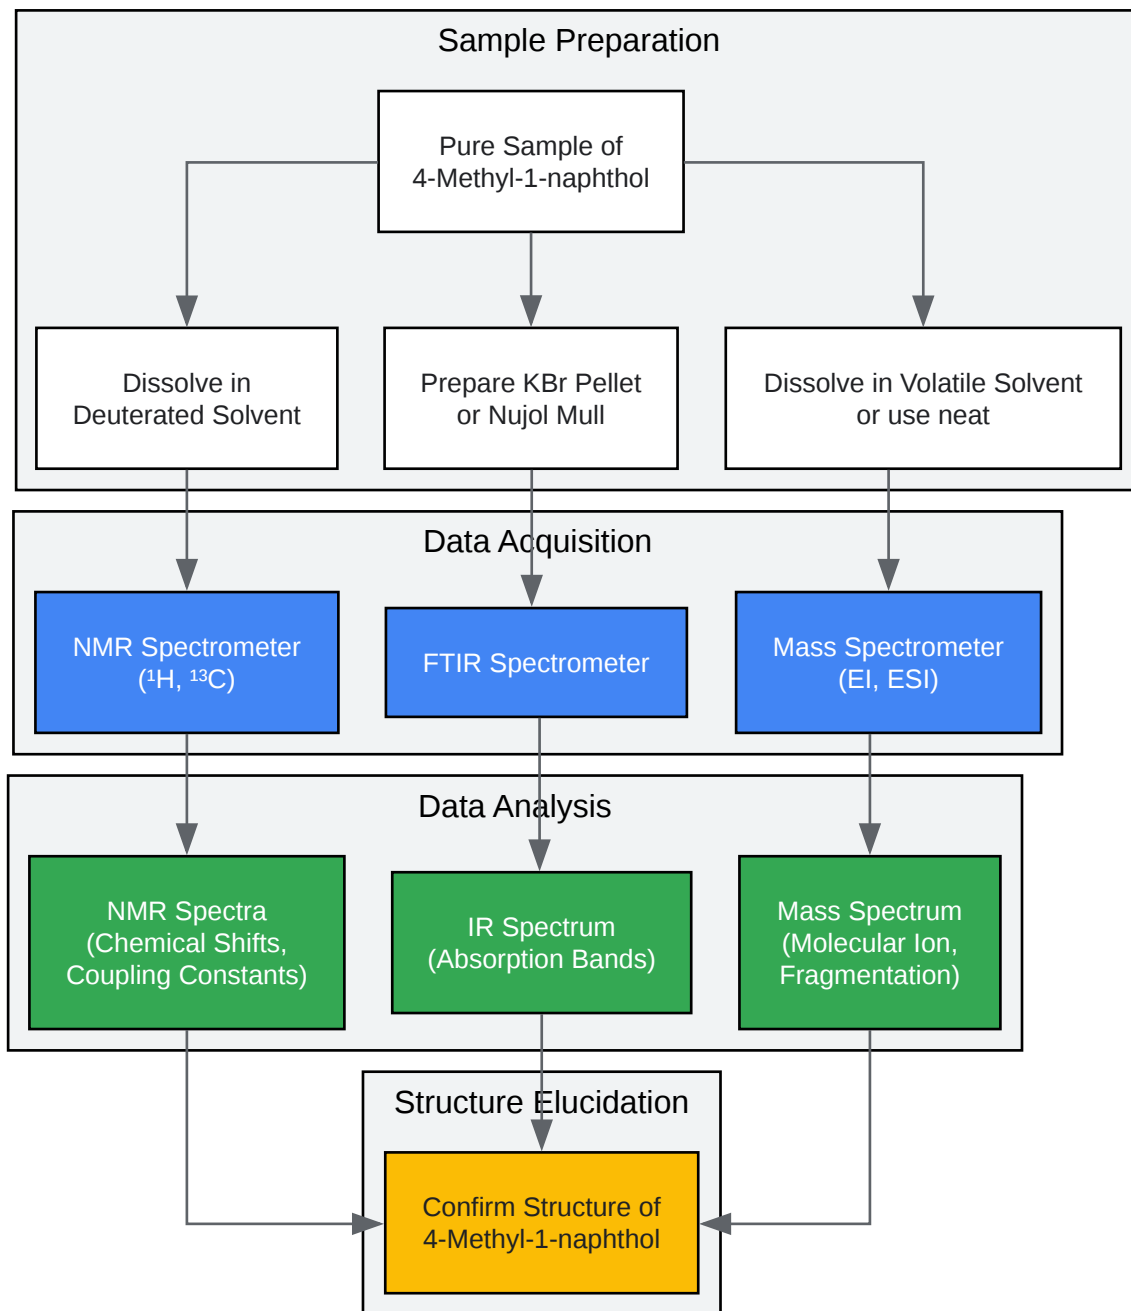 Sample Preparation
Pure Sample of
4-Methyl-1-naphthol
Dissolve in
Deuterated Solvent
Prepare KBr Pellet
or Nujol Mull
Dissolve in Volatile Solvent
or use neat
Data Acquisition
NMR Spectrometer
(¹H, ¹³C)
FTIR Spectrometer
Mass Spectrometer
(EI, ESI)
Data Analysis
NMR Spectra
(Chemical Shifts,
Coupling Constants)
IR Spectrum
(Absorption Bands)
Mass Spectrum
(Molecular Ion,
Fragmentation)
Structure Elucidation
Confirm Structure of
4-Methyl-1-naphthol